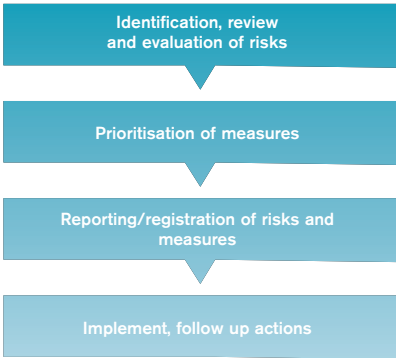 Identification, review
and evaluation of risks
Prioritisation of measures
Reporting/registration of risks and
measures
Implement, follow up actions